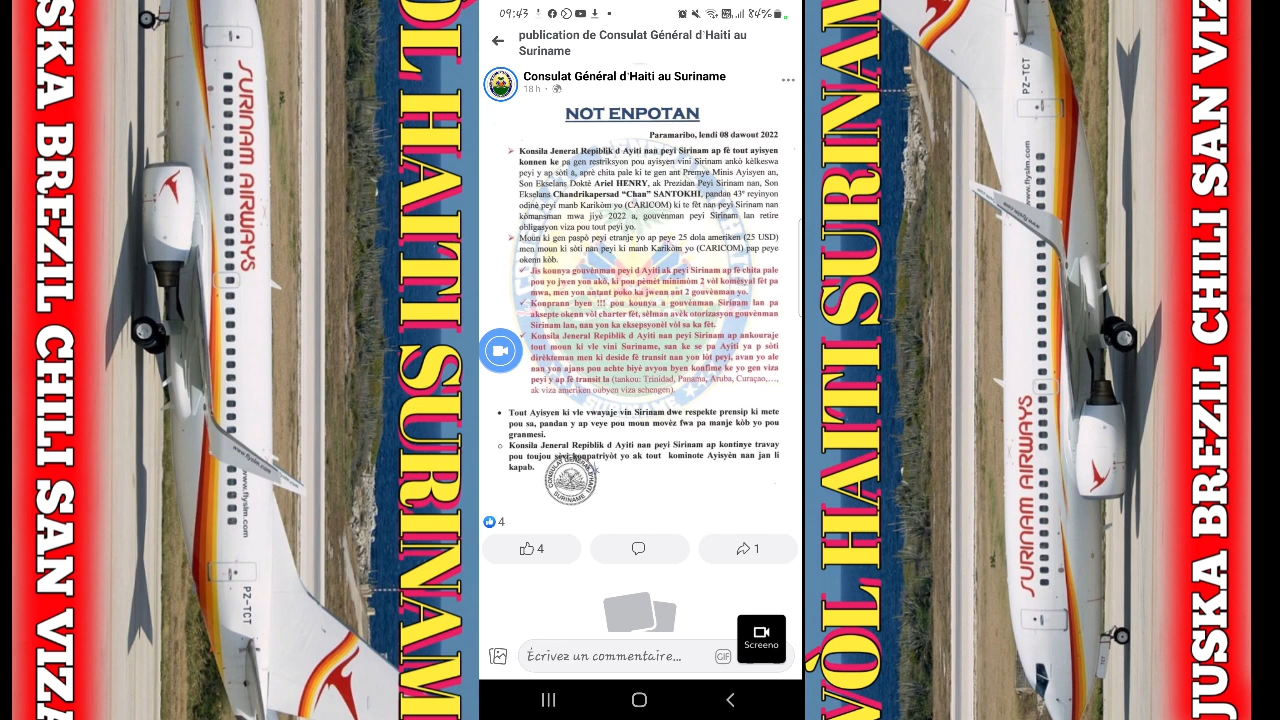 SKA BREZIL CHILI SAN VIZA
SURINAM AIRWAYS
www.flyslm.com
www.flyslm.com
PZ-TCT
VÒL HAITI SURINAM
09:43
84%
publication de Consulat Général d'Haïti au
Suriname
Consulat Général d'Haïti au Suriname
18 h
NOT ENPOTAN
Paramaribo, lendi 08 dawout 2022
Konsila Jeneral Repiblik d Ayiti nan peyi Sirinam ap fè tout ayisyen
konnen ke pa gen restriksyon pou ayisyen vini Sirinam ankò kèlkeswa
peyi y ap sòti a, aprè chita pale ki te gen ant Premye Minis Ayisyen an,
Son Ekselans Doktè Ariel HENRY, ak Prezidan Peyi Sirinam nan, Son
Ekselans Chandrikapersad “Chan” SANTOKHI, pandan 43e reyinyon
odinè peyi manb Karikòm yo (CARICOM) ki te fèt nan peyi Sirinam nan
kòmansman mwa jiyè 2022 a, gouvènman peyi Sirinam lan retire
obligasyon viza pou tout peyi yo.
Moun ki gen paspò peyi etranje yo ap peye 25 dola ameriken (25 USD)
men moun ki sòti nan peyi ki manb Karikòm yo (CARICOM) pap peye
okenn kòb.
Jis kounya gouvènman peyi d Ayiti ak peyi Sirinam ap fè chita pale
pou yo jwen yon akò, ki pou pèmèt minimòm 2 vòl komèsyal fèt pa
mwa, men yon antant poko ka jwenn ant 2 gouvènman yo.
Konprann byen !!! pou kounya a gouvènman Sirinam lan pa
aksepte okenn vòl charter fèt, sèlman avèk otorizasyon gouvènman
Sirinam lan, nan yon ka eksepsyonèl vòl sa ka fèt.
Konsila Jeneral Repiblik d Ayiti nan peyi Sirinam ap ankouraje
tout moun ki vle vini Suriname, san ke se pa Ayiti ya p sòti
dirèkteman men ki deside fè transit nan yon lòt peyi, avan yo ale
nan yon ajans pou achte biyè avyon byen konfime ke yo gen viza
peyi y ap fè transit la (tankou: Trinidad, Panama, Aruba, Curaçao,…,
ak viza ameriken oubyen viza schengen).
Tout Ayisyen ki vle vwayaje vin Sirinam dwe respekte prensip ki mete
pou sa, pandan y ap veye pou moun movèz fwa pa manje kòb yo pou
granmesi.
Konsila Jeneral Repiblik d Ayiti nan peyi Sirinam ap kontinye travay
pou toujou sèvi konpatriyòt yo ak tout kominote Ayisyèn nan jan li
kapab.
4
4
1
Screeno
Écrivez un commentaire...
GIF
VÒL HAITI SURINAM
PZ-TCT
www.flyslm.com
SURINAM AIRWAYS
JUSKA BREZIL CHILI SAN VIZ